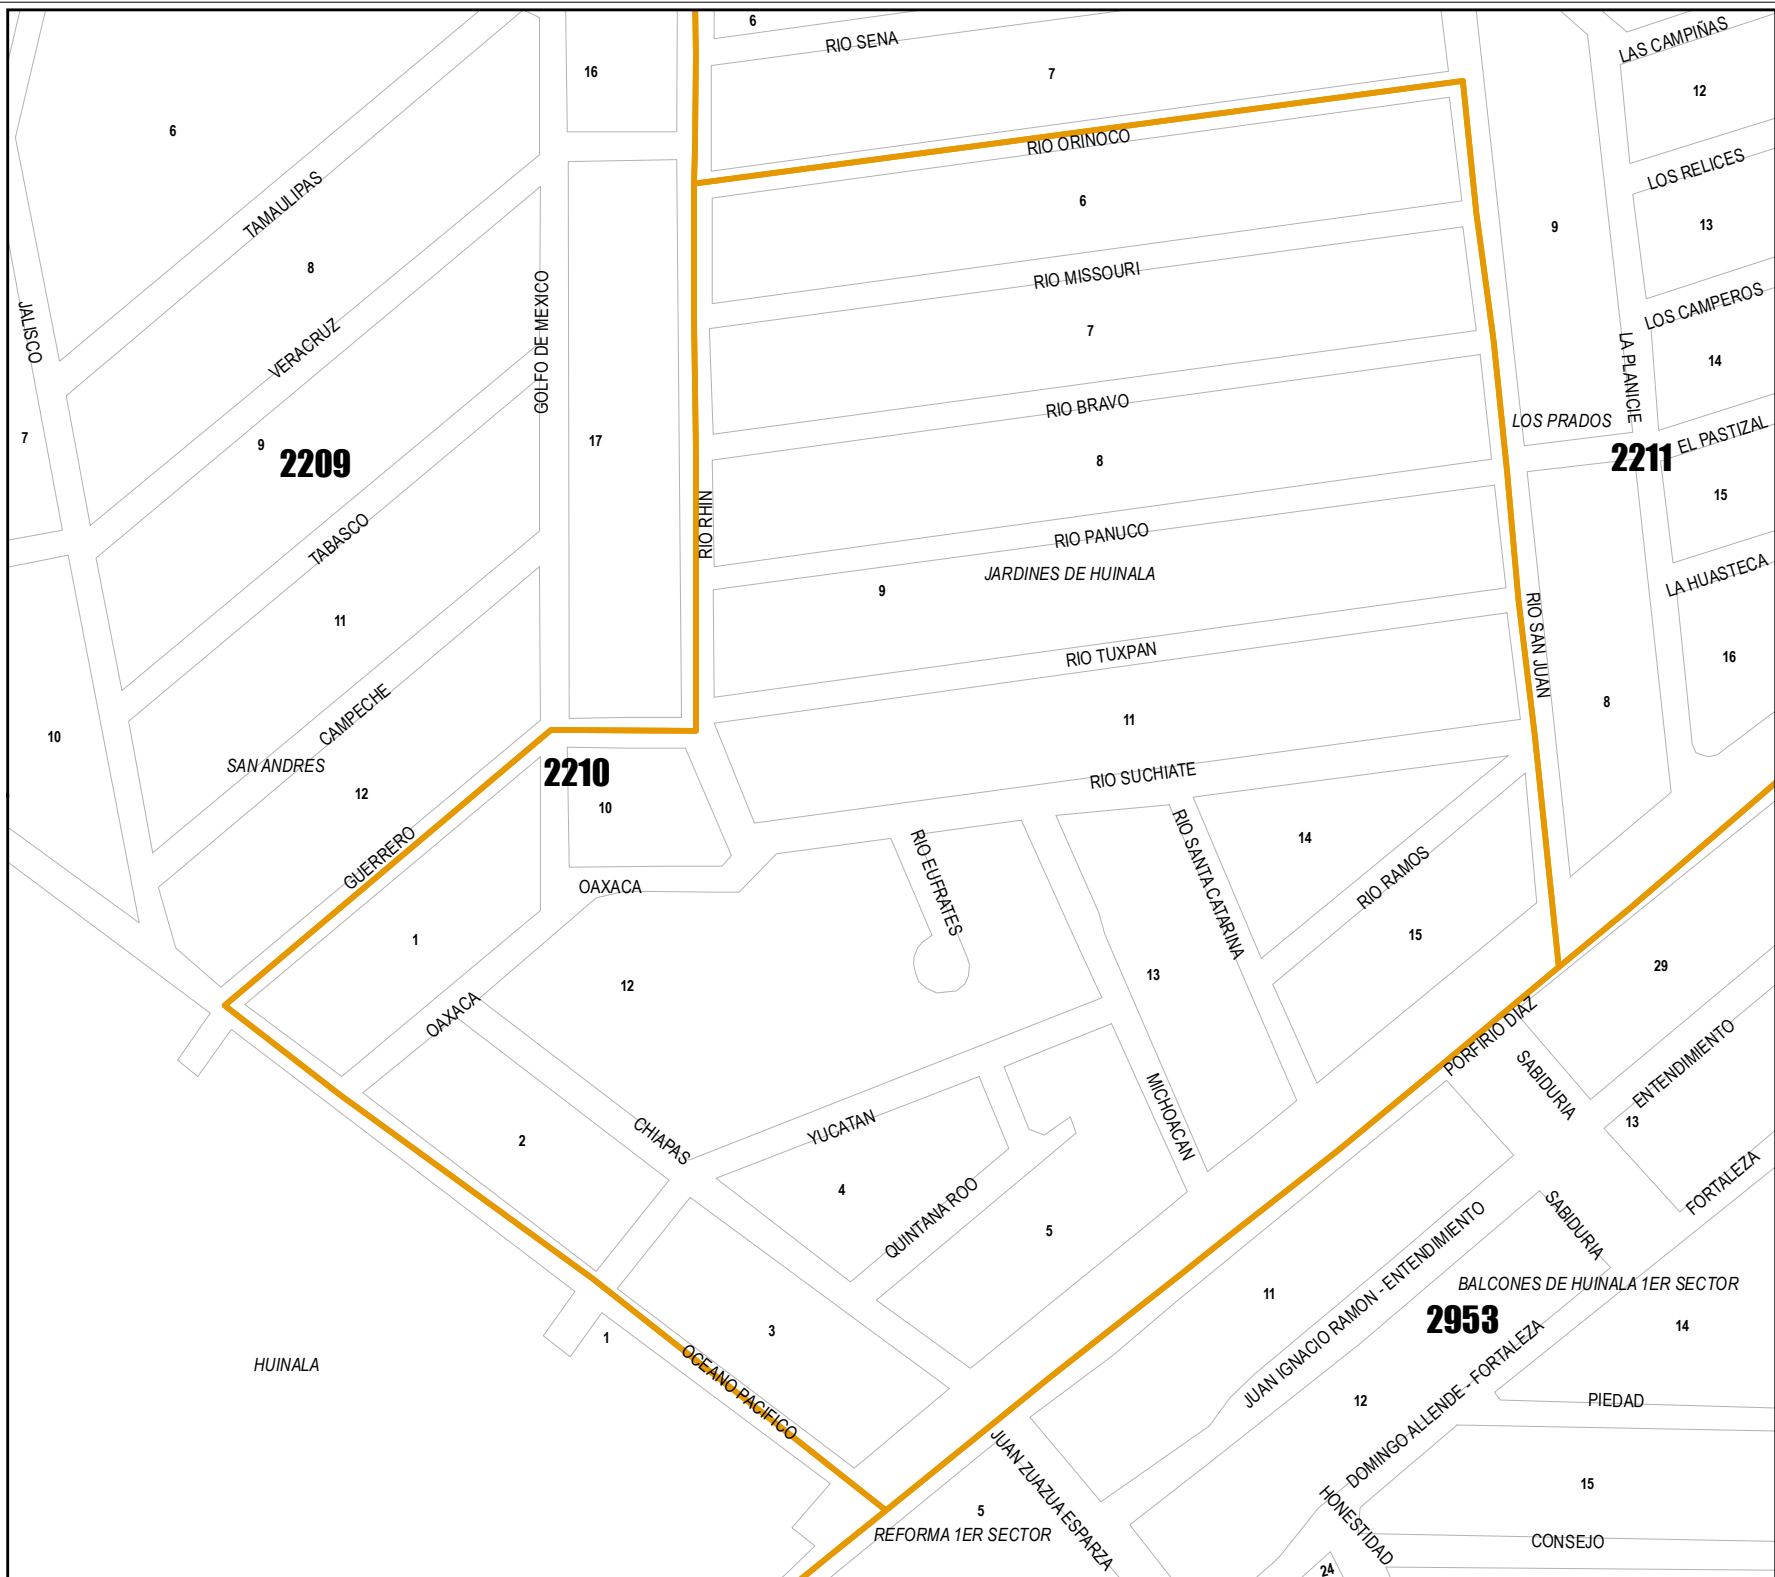 6
RIO SENA
LAS CAMPIÑAS
16
7
12
6
RIO ORINOCO
LOS RELICES
TAMAULIPAS
6
9
13
8
RIO MISSOURI
LOS CAMPEROS
JALISCO
VERACRUZ
GOLFO DE MEXICO
7
LA PLANICIE
14
RIO BRAVO
LOS PRADOS
7
9
2209
17
8
2211
EL PASTIZAL
15
TABASCO
RIO RHIN
RIO PANUCO
JARDINES DE HUINALA
9
LA HUASTECA
11
RIO TUXPAN
RIO SAN JUAN
16
CAMPECHE
11
8
10
SAN ANDRES
2210
RIO SUCHIATE
12
10
14
GUERRERO
OAXACA
RIO EUFRATES
RIO SANTA CATARINA
RIO RAMOS
1
15
12
13
29
OAXACA
PORFIRIO DIAZ
SABIDURIA
ENTENDIMIENTO
13
2
CHIAPAS
YUCATAN
MICHOACAN
FORTALEZA
4
QUINTANA ROO
5
SABIDURIA
11
JUAN IGNACIO RAMON - ENTENDIMIENTO
BALCONES DE HUINALA 1ER SECTOR
2953
14
3
1
HUINALA
OCEANO PACIFICO
12
DOMINGO ALLENDE - FORTALEZA
PIEDAD
15
JUAN ZUAZUA ESPARZA
5
REFORMA 1ER SECTOR
HONESTIDAD
CONSEJO
24